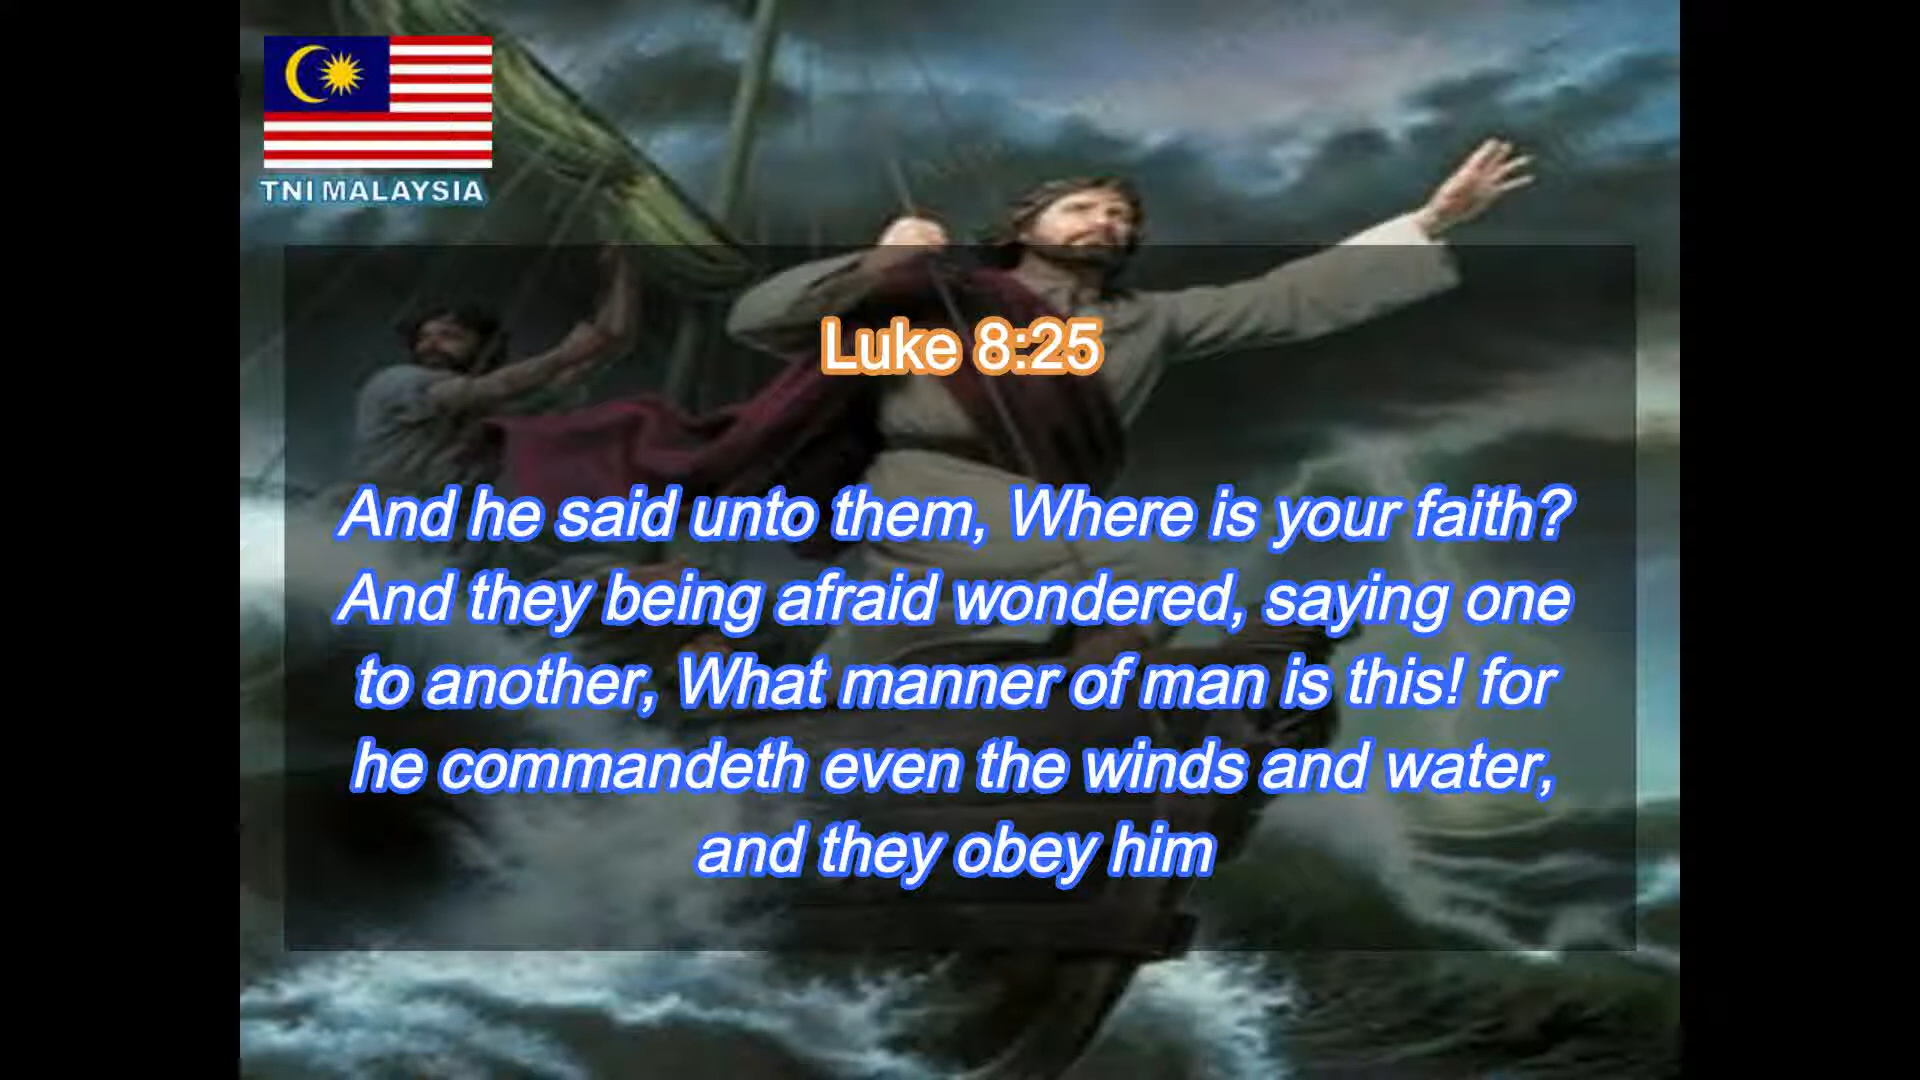 TNI MALAYSIA
Luke 8:25
And he said unto them, Where is your faith?
And they being afraid wondered, saying one
to another, What manner of man is this! for
he commandeth even the winds and water,
and they obey him